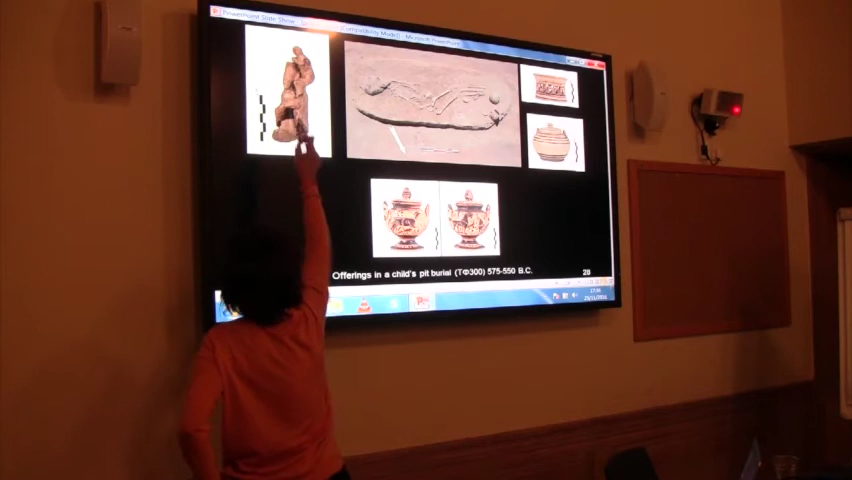 PowerPoint Slide Show - [Compatibility Mode] - Microsoft PowerPoint
Offerings in a child's pit burial (ΤΦ300) 575-550 B.C.
28